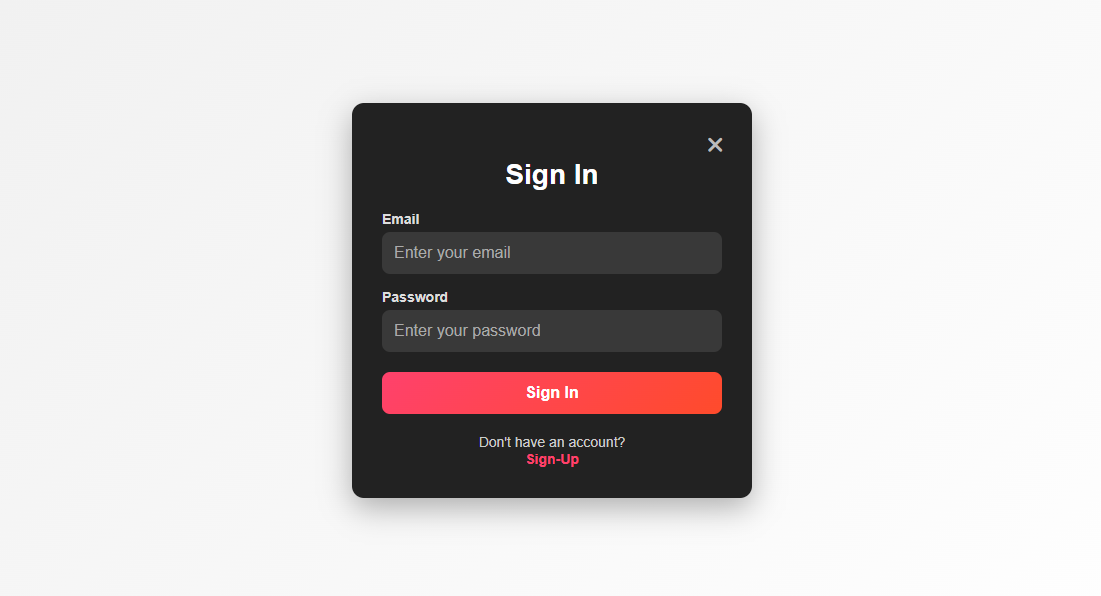 Sign In
Email
Enter your email
Password
Enter your password
Sign In
Don't have an account?
Sign-Up